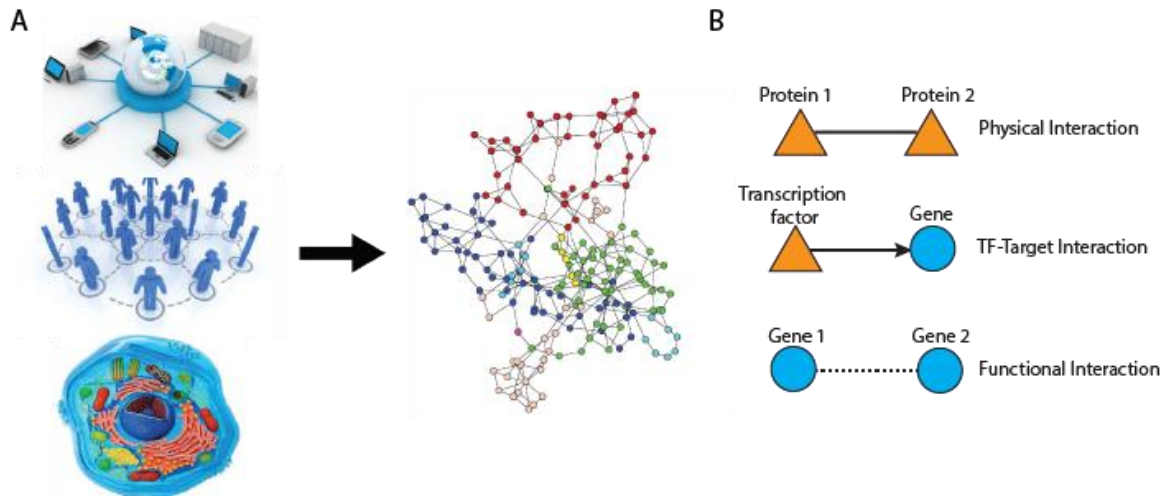 A
B
Protein 1
Protein 2
Physical Interaction
Transcription
factor
Gene
TF-Target Interaction
Gene 1
Gene 2
Functional Interaction